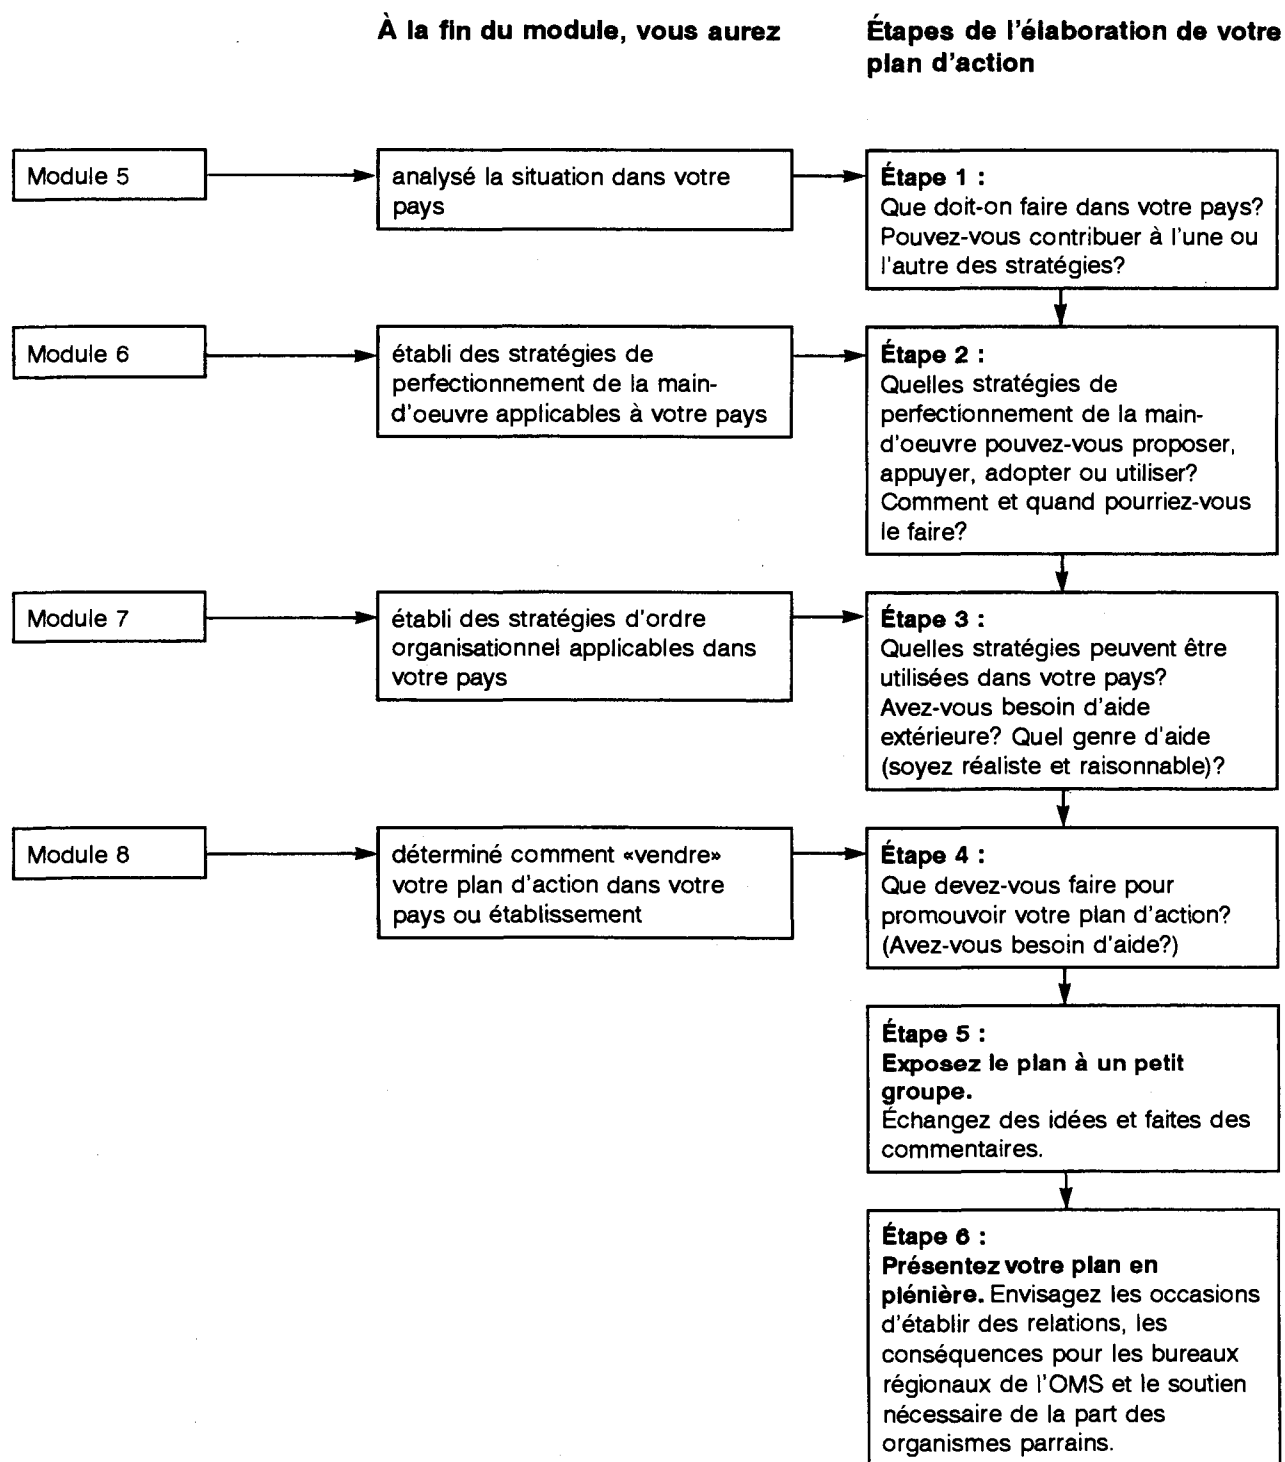 À la fin du module, vous aurez
Étapes de l'élaboration de votre
plan d'action
Module 5
analysé la situation dans votre
pays
Étape 1 :
Que doit-on faire dans votre pays?
Pouvez-vous contribuer à l'une ou
l'autre des stratégies?
Module 6
établi des stratégies de
perfectionnement de la main-
d'oeuvre applicables à votre pays
Étape 2 :
Quelles stratégies de
perfectionnement de la main-
d'oeuvre pouvez-vous proposer,
appuyer, adopter ou utiliser?
Comment et quand pourriez-vous
le faire?
Module 7
établi des stratégies d'ordre
organisationnel applicables dans
votre pays
Étape 3 :
Quelles stratégies peuvent être
utilisées dans votre pays?
Avez-vous besoin d'aide
extérieure? Quel genre d'aide
(soyez réaliste et raisonnable)?
Module 8
déterminé comment «vendre»
votre plan d'action dans votre
pays ou établissement
Étape 4 :
Que devez-vous faire pour
promouvoir votre plan d'action?
(Avez-vous besoin d'aide?)
Étape 5 :
Exposez le plan à un petit
groupe.
Échangez des idées et faites des
commentaires.
Étape 6 :
Présentez votre plan en
plénière. Envisagez les occasions
d'établir des relations, les
conséquences pour les bureaux
régionaux de l'OMS et le soutien
nécessaire de la part des
organismes parrains.